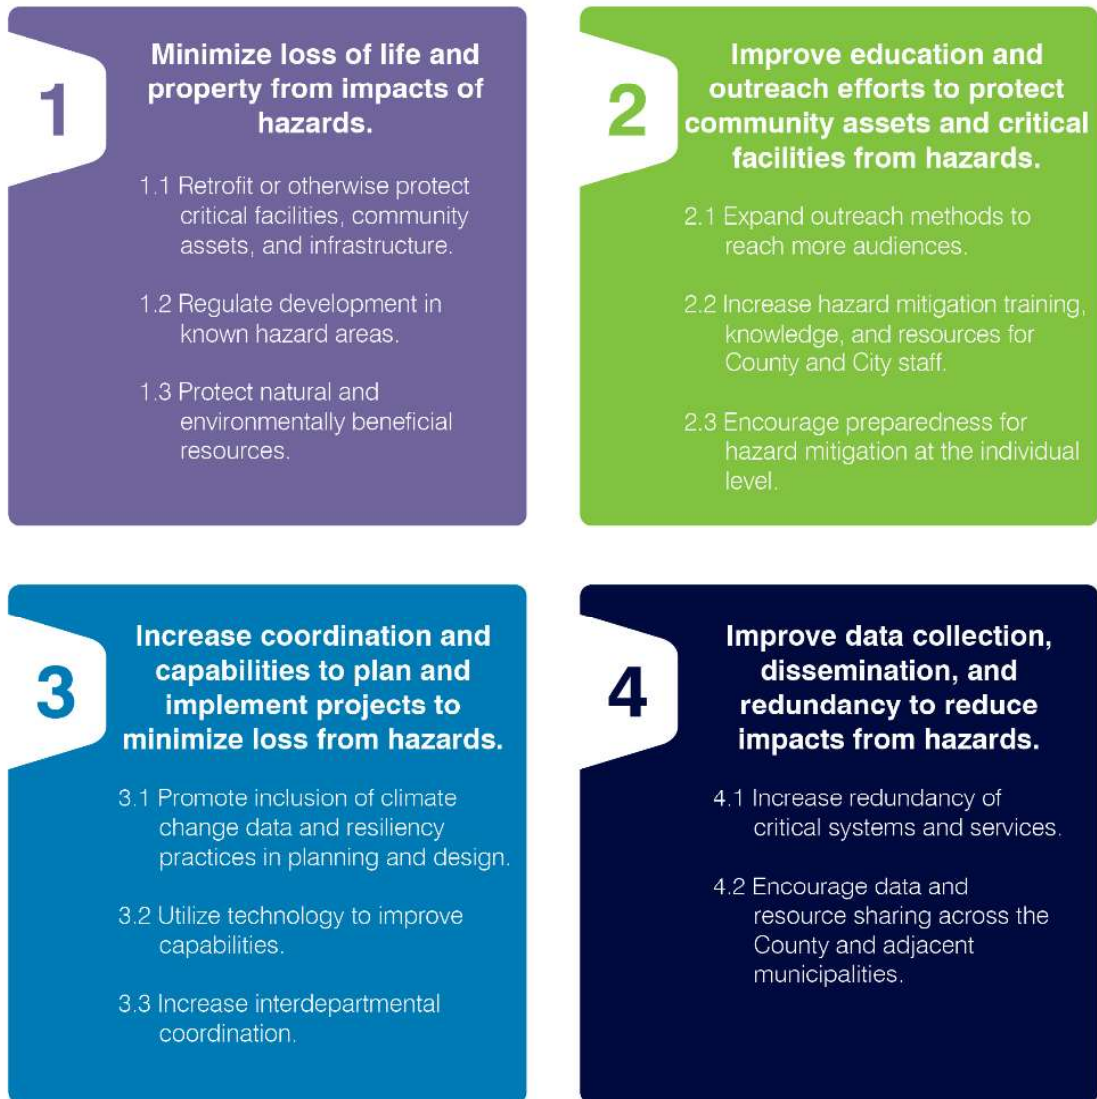 1
Minimize loss of life and
property from impacts of
hazards.
1.1 Retrofit or otherwise protect
critical facilities, community
assets, and infrastructure.
1.2 Regulate development in
known hazard areas.
1.3 Protect natural and
environmentally beneficial
resources.
2
Improve education and
outreach efforts to protect
community assets and critical
facilities from hazards.
2.1 Expand outreach methods to
reach more audiences.
2.2 Increase hazard mitigation training,
knowledge, and resources for
County and City staff.
2.3 Encourage preparedness for
hazard mitigation at the individual
level.
3
Increase coordination and
capabilities to plan and
implement projects to
minimize loss from hazards.
3.1 Promote inclusion of climate
change data and resiliency
practices in planning and design.
3.2 Utilize technology to improve
capabilities.
3.3 Increase interdepartmental
coordination.
4
Improve data collection,
dissemination, and
redundancy to reduce
impacts from hazards.
4.1 Increase redundancy of
critical systems and services.
4.2 Encourage data and
resource sharing across the
County and adjacent
municipalities.